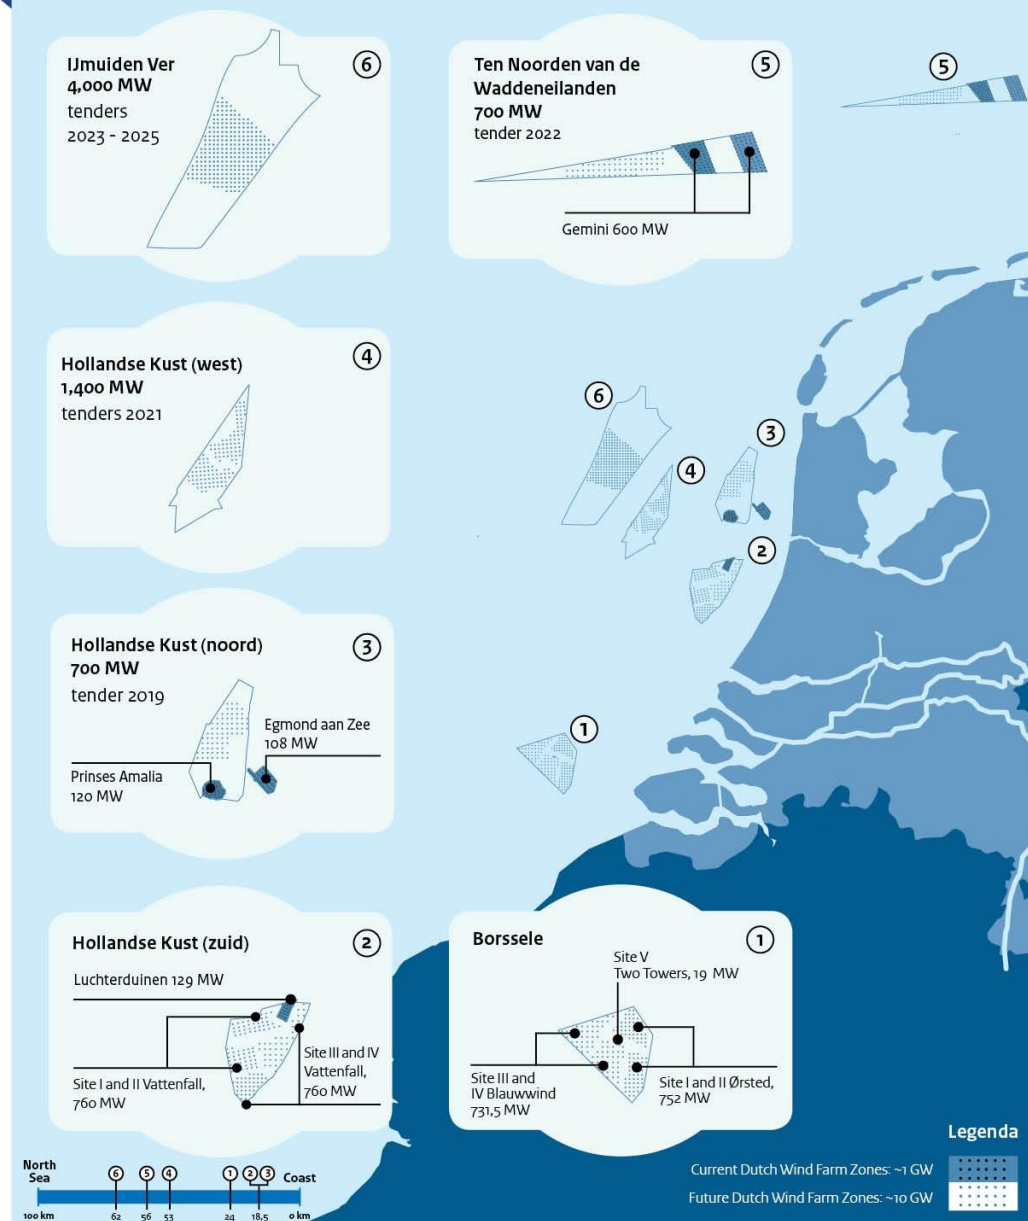 IJmuiden Ver
4,000 MW
tenders
2023 - 2025
6
Ten Noorden van de
Waddeneilanden
700 MW
tender 2022
5
Gemini 600 MW
5
Hollandse Kust (west)
1,400 MW
tenders 2021
4
6
4
3
2
1
Hollandse Kust (noord)
700 MW
tender 2019
3
Egmond aan Zee
108 MW
Prinses Amalia
120 MW
Hollandse Kust (zuid)
2
Luchterduinen 129 MW
Site I and II Vattenfall,
760 MW
Site III and IV
Vattenfall,
760 MW
Borssele
1
Site V
Two Towers, 19 MW
Site III and
IV Blauwwind
731,5 MW
Site I and II Ørsted,
752 MW
North
Sea
6 5 4 1 2 3
Coast
100 km 62 56 53 24 18,5 0 km
Legenda
Current Dutch Wind Farm Zones: ~1 GW
Future Dutch Wind Farm Zones: ~10 GW